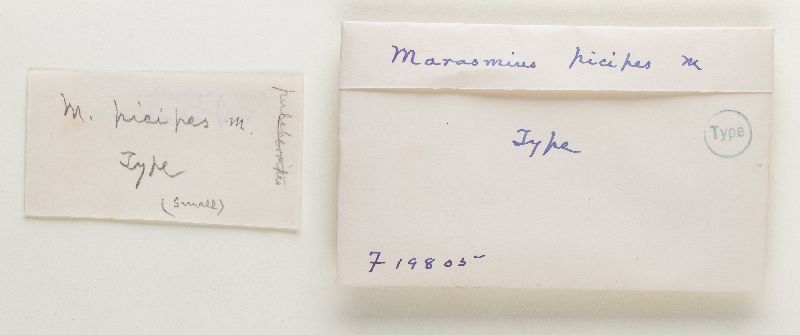 M. picipes m.
Type
(small)
Marasmius picipes m
Type
Type
F 19805